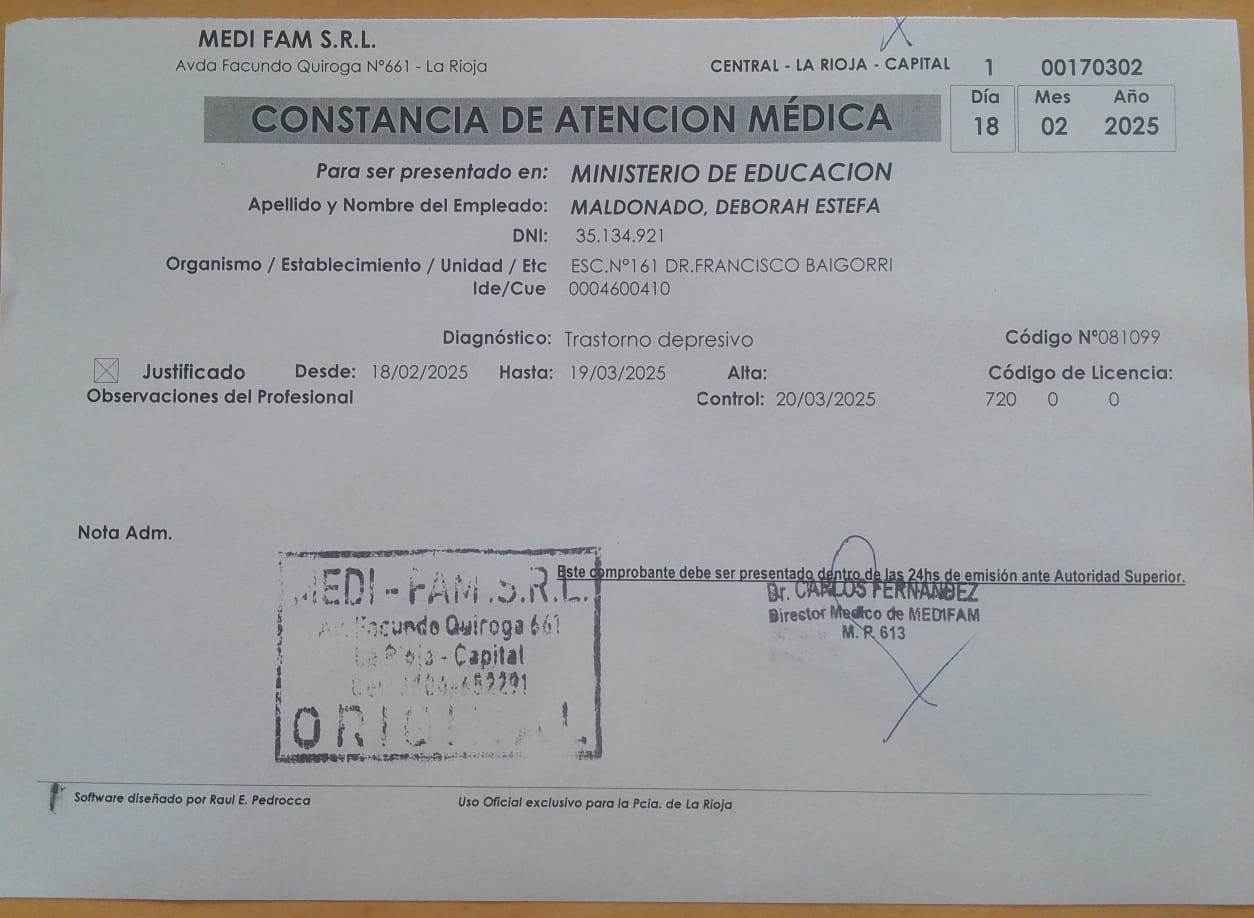 MEDI FAM S.R.L.
Avda Facundo Quiroga Nº661 - La Rioja
CENTRAL - LA RIOJA - CAPITAL 1 00170302
CONSTANCIA DE ATENCION MÉDICA
Día Mes Año
18 02 2025
Para ser presentado en: MINISTERIO DE EDUCACION
Apellido y Nombre del Empleado: MALDONADO, DEBORAH ESTEFA
DNI: 35.134.921
Organismo / Establecimiento / Unidad / Etc ESC.Nº161 DR.FRANCISCO BAIGORRI
Ide/Cue 0004600410
Diagnóstico: Trastorno depresivo Código Nº081099
Justificado Desde: 18/02/2025 Hasta: 19/03/2025 Alta: Código de Licencia:
Observaciones del Profesional Control: 20/03/2025 720 0 0
Nota Adm.
Este comprobante debe ser presentado dentro de las 24hs de emisión ante Autoridad Superior.
MEDI - FAM.S.R.L.
Av. Facundo Quiroga 661
La Rioja - Capital
ORIGINAL
Dr. CARLOS FERNANDEZ
Director Medico de MEDIFAM
M.P. 613
Software diseñado por Raul E. Pedrocca Uso Oficial exclusivo para la Pcia. de La Rioja